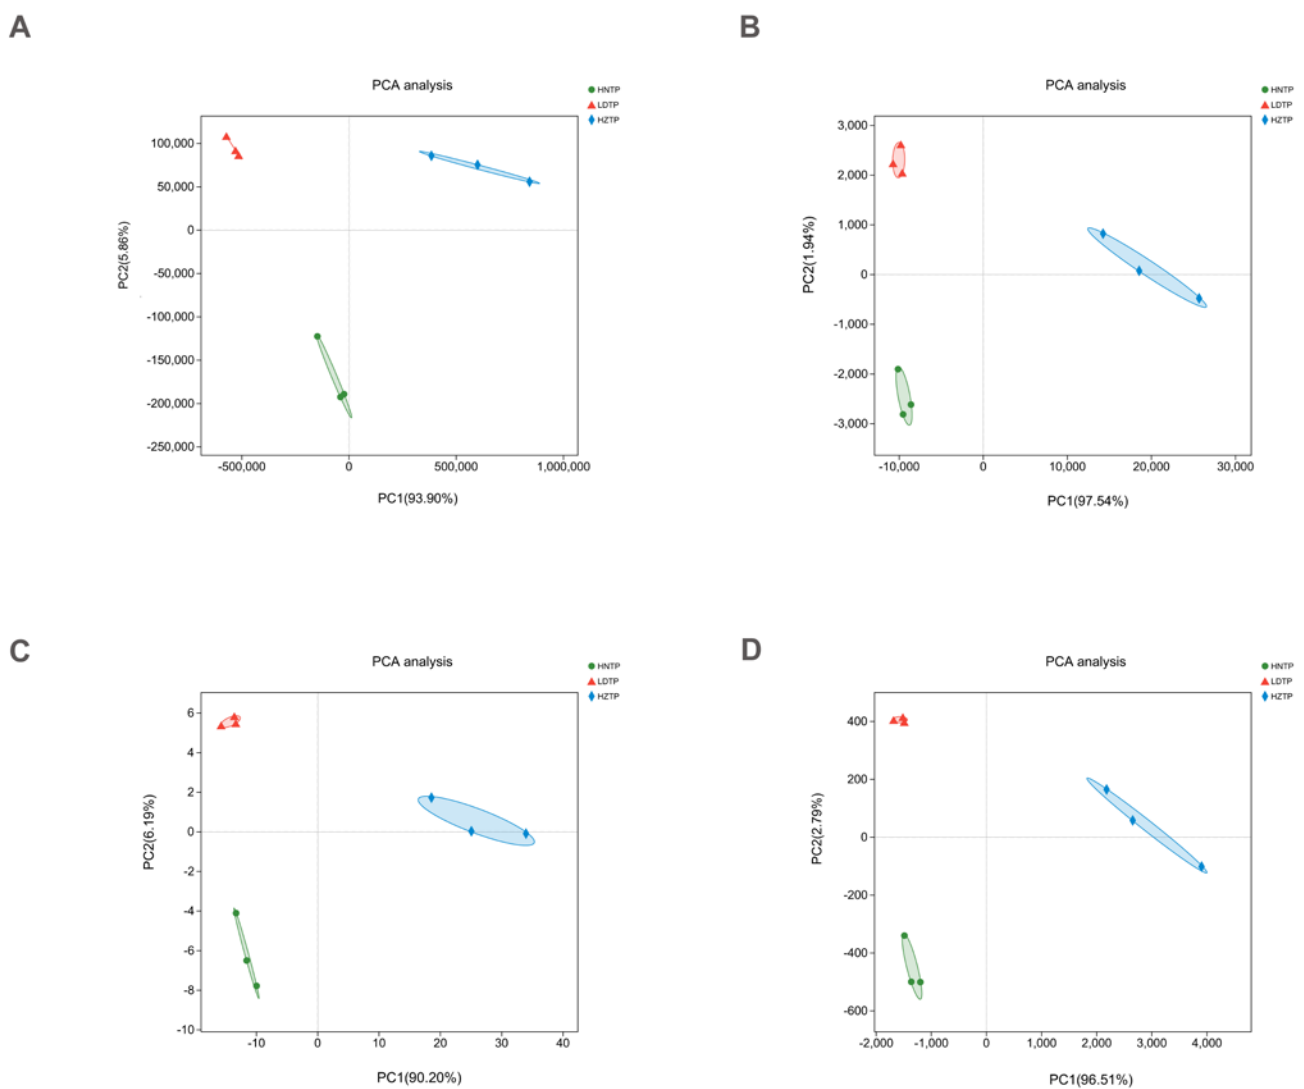 A
PCA analysis
HNTP
LDTP
HZTP
100,000
50,000
0
-50,000
-100,000
-150,000
-200,000
-250,000
PC2(5.86%)
-500,000 0 500,000 1,000,000
PC1(93.90%)
B
PCA analysis
HNTP
LDTP
HZTP
3,000
2,000
1,000
0
-1,000
-2,000
-3,000
PC2(1.94%)
-10,000 0 10,000 20,000 30,000
PC1(97.54%)
C
PCA analysis
HNTP
LDTP
HZTP
6
4
2
0
-2
-4
-6
-8
-10
PC2(6.19%)
-10 0 10 20 30 40
PC1(90.20%)
D
PCA analysis
HNTP
LDTP
HZTP
400
200
0
-200
-400
-600
PC2(2.79%)
-2,000 -1,000 0 1,000 2,000 3,000 4,000
PC1(96.51%)